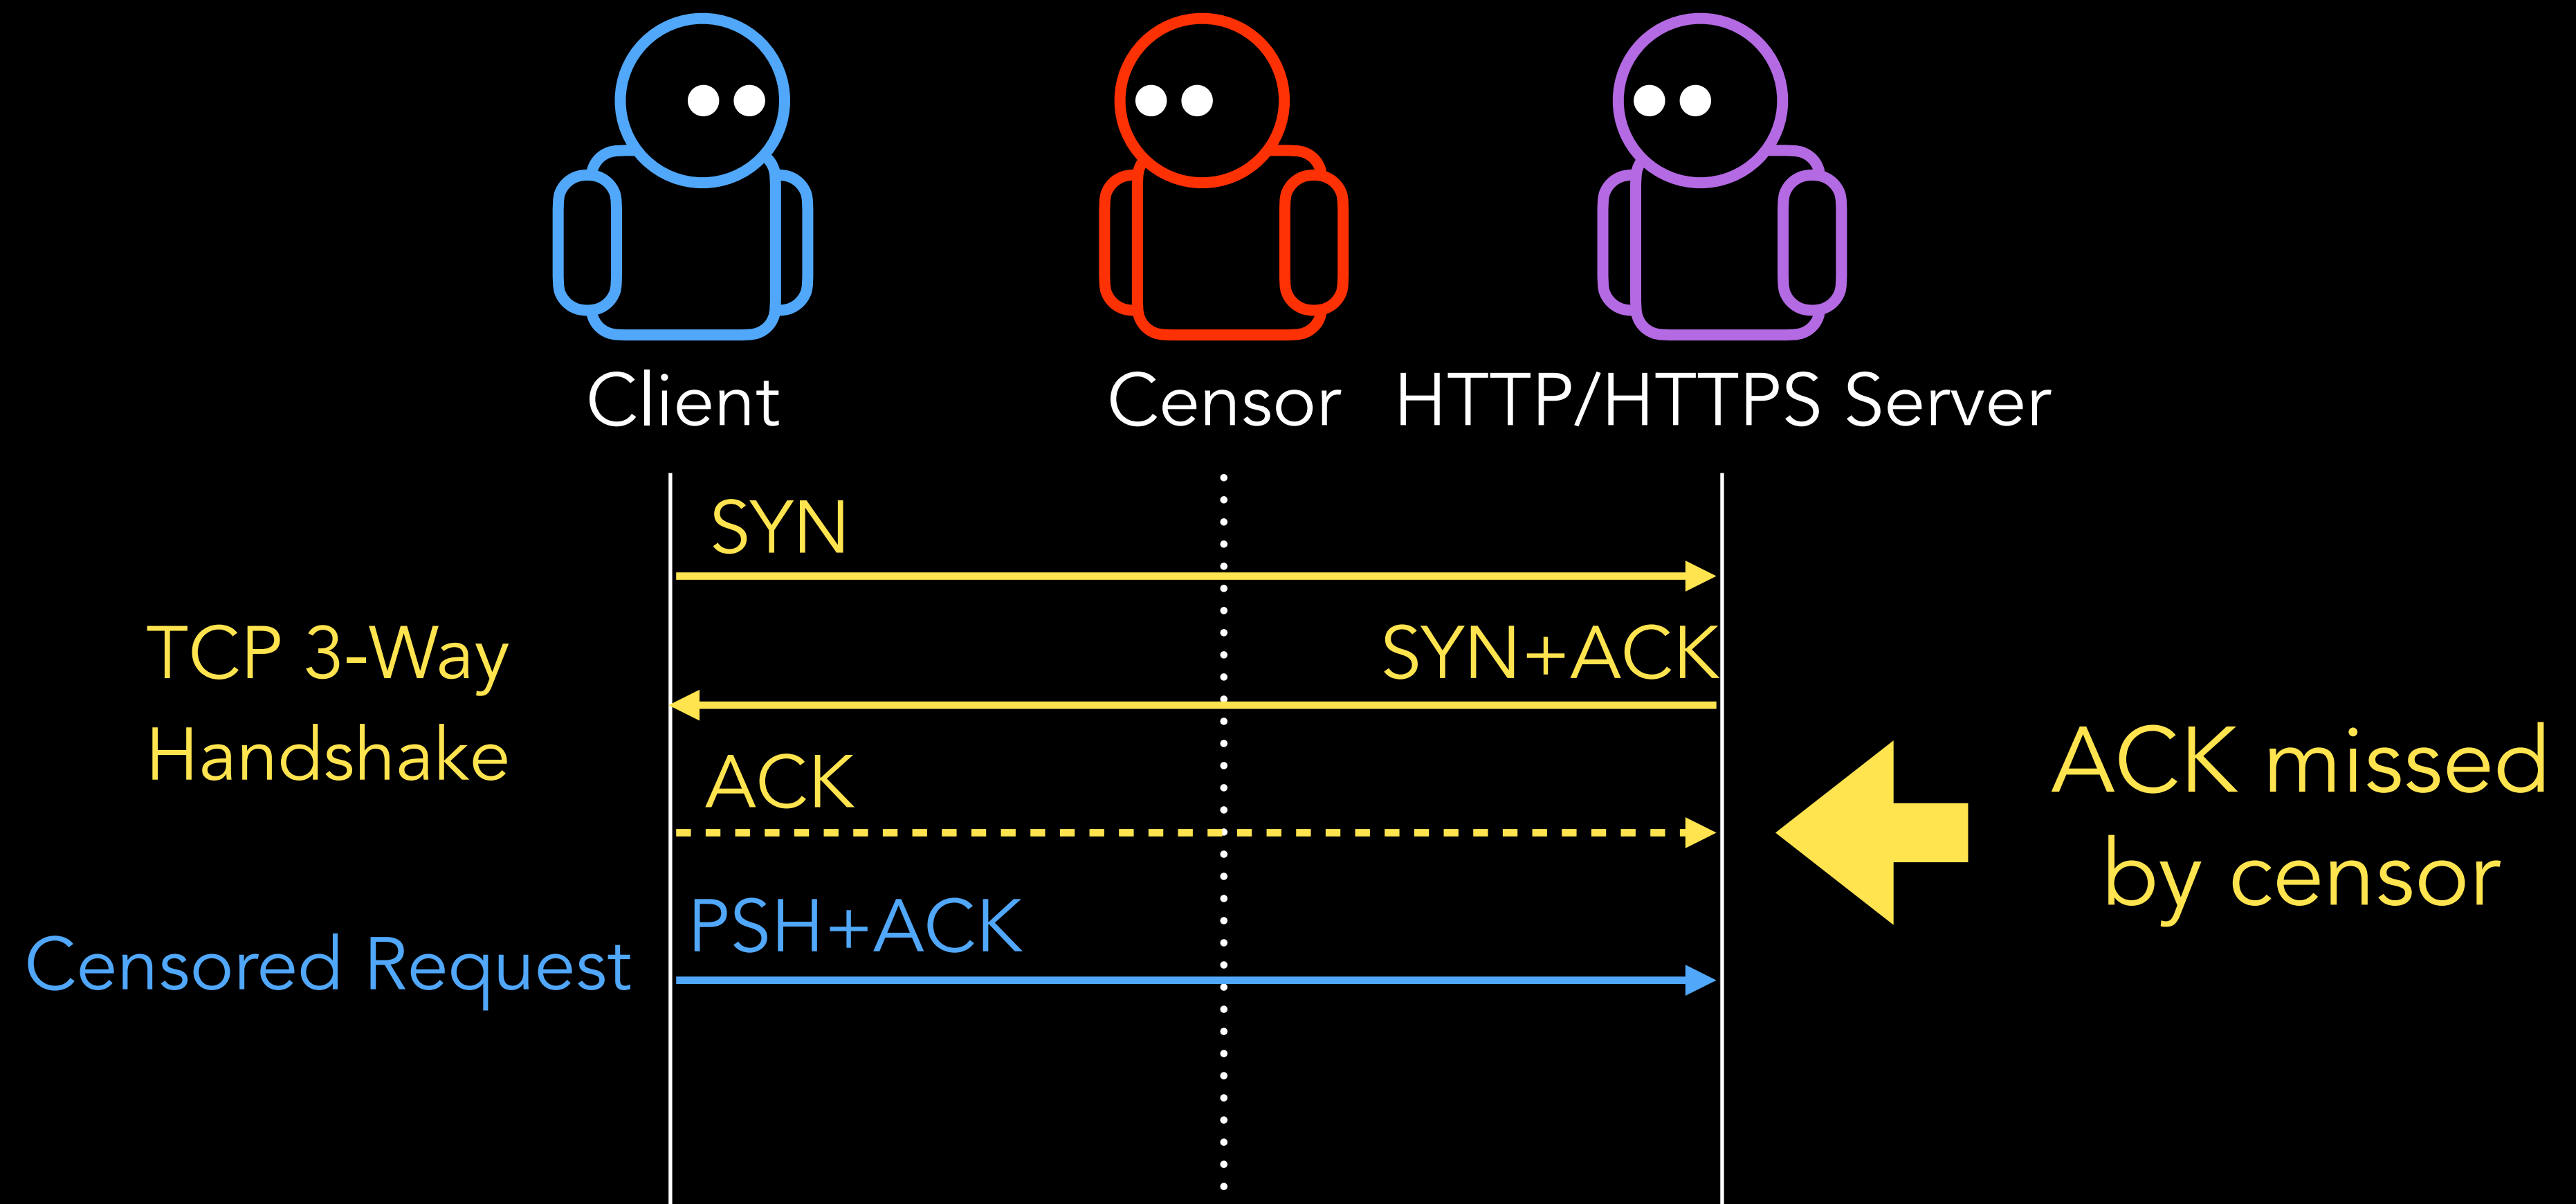 Client
Censor
HTTP/HTTPS Server
SYN
SYN+ACK
TCP 3-Way
Handshake
ACK
ACK missed
by censor
PSH+ACK
Censored Request